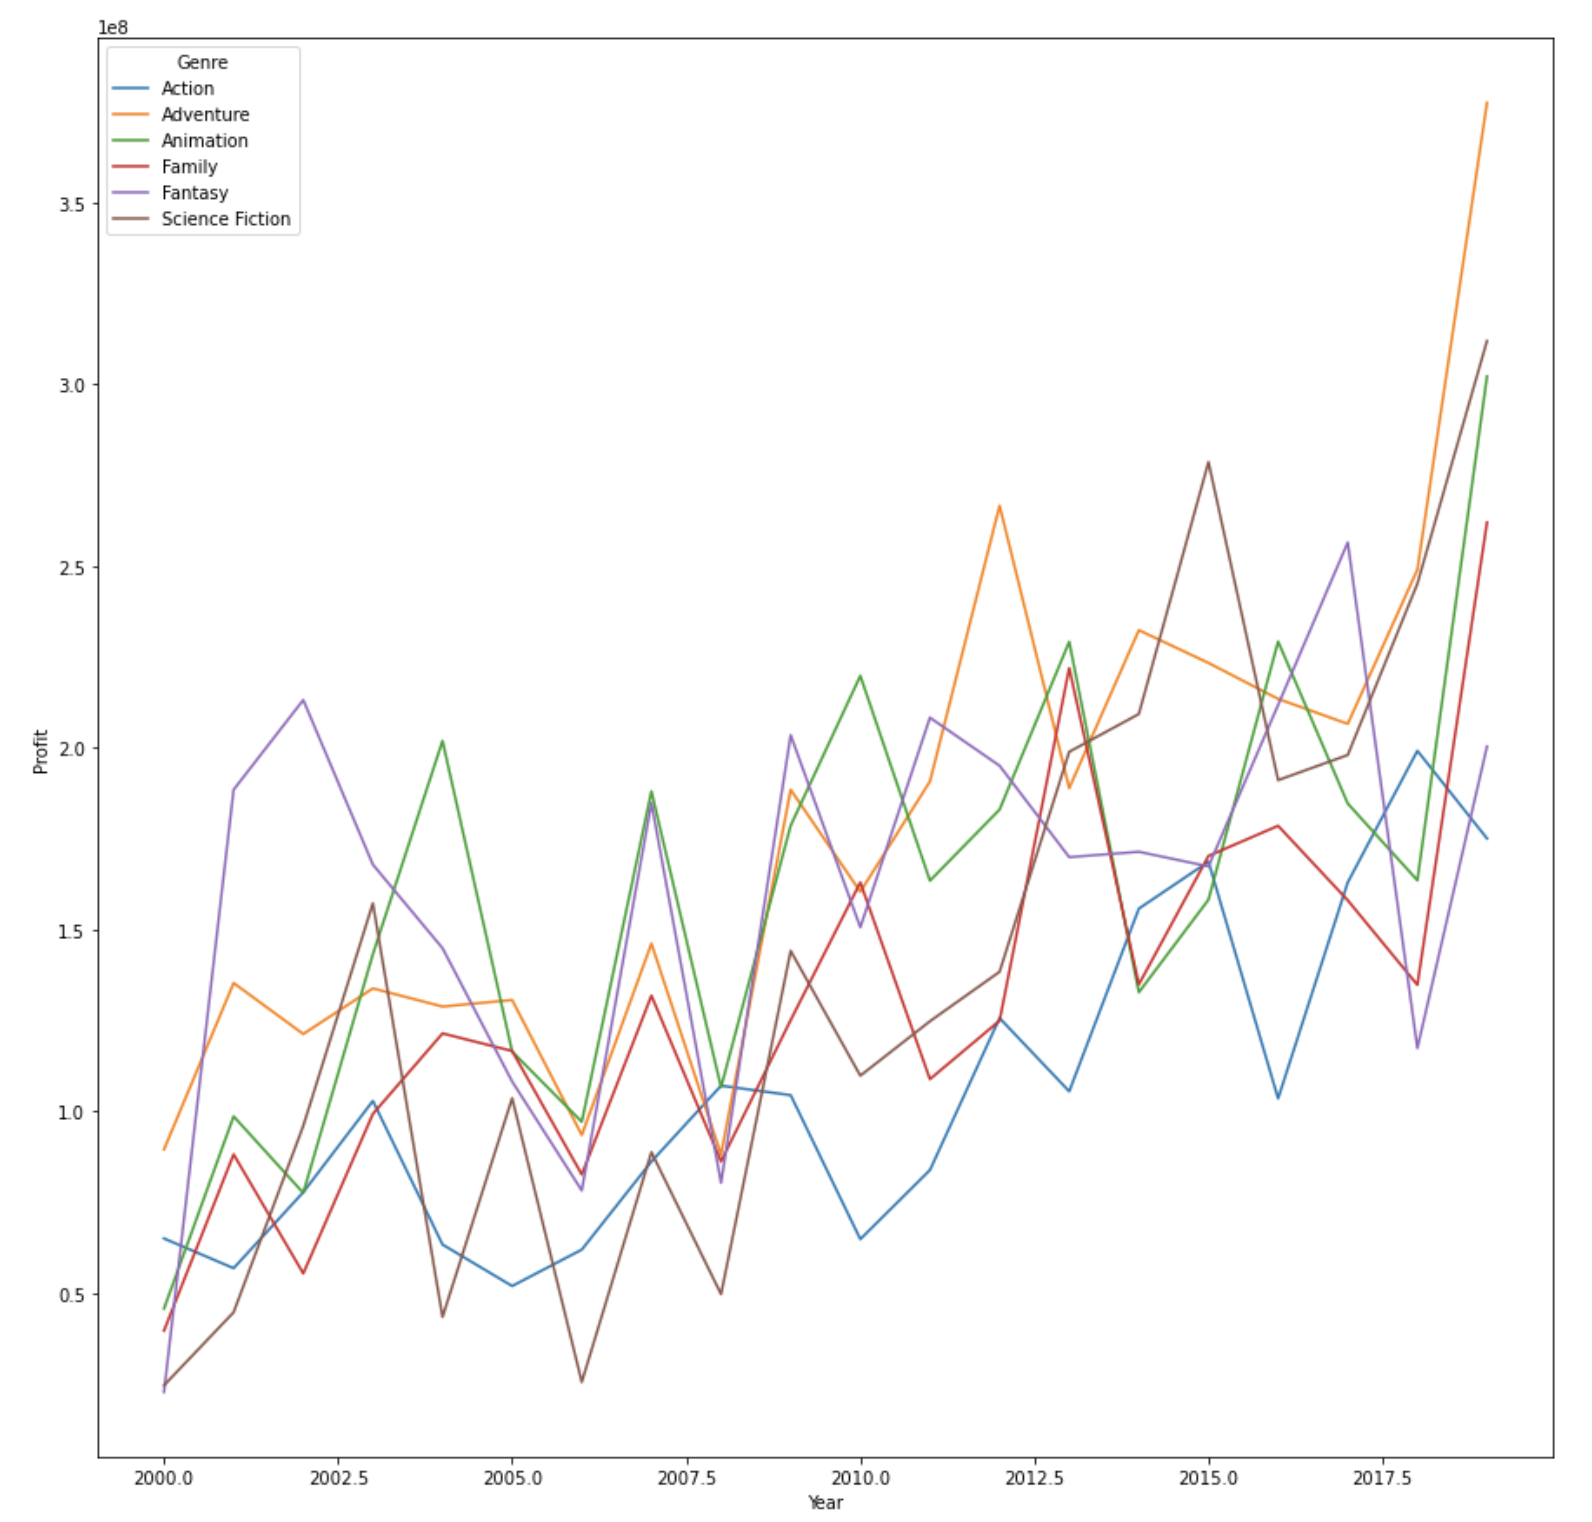 1e8
Genre
Action
Adventure
Animation
Family
Fantasy
Science Fiction
3.5
3.0
2.5
2.0
1.5
1.0
0.5
Profit
2000.0 2002.5 2005.0 2007.5 2010.0 2012.5 2015.0 2017.5
Year